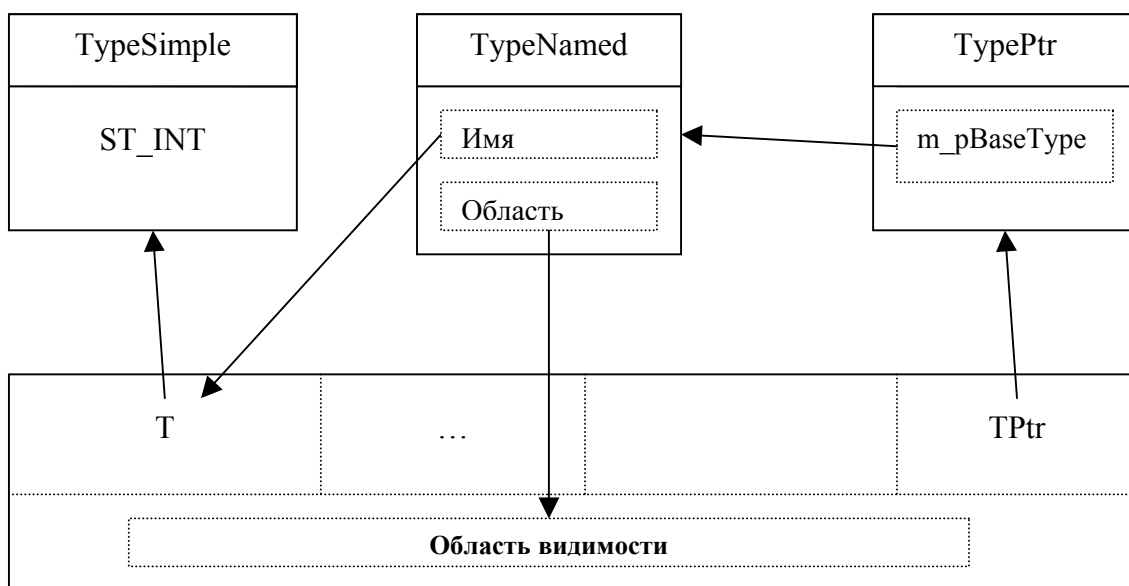 TypeSimple
TypeNamed
TypePtr
ST_INT
Имя
m_pBaseType
Область
T
…
TPtr
Область видимости